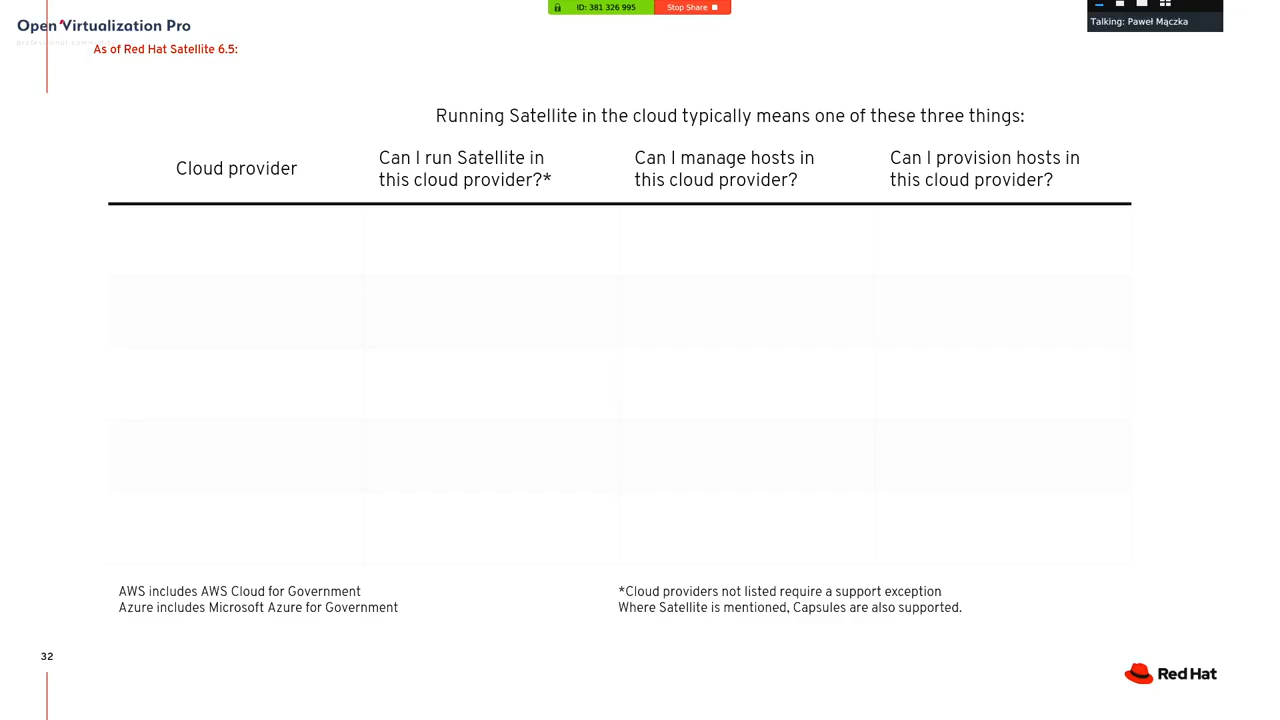 ID: 381 326 995
Stop Share
Talking: Paweł Mączka
Open Virtualization Pro
professional community
As of Red Hat Satellite 6.5:
Running Satellite in the cloud typically means one of these three things:
Cloud provider
Can I run Satellite in
this cloud provider?*
Can I manage hosts in
this cloud provider?
Can I provision hosts in
this cloud provider?
AWS includes AWS Cloud for Government
Azure includes Microsoft Azure for Government
*Cloud providers not listed require a support exception
Where Satellite is mentioned, Capsules are also supported.
32
Red Hat